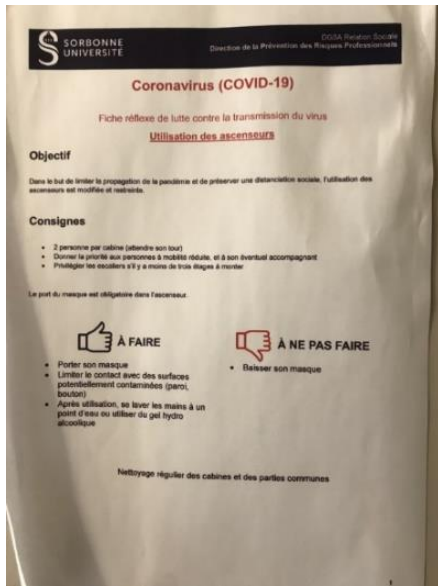 SORBONNE
UNIVERSITÉ
DGSA Relation Sociale
Direction de la Prévention des Risques Professionnels
Coronavirus (COVID-19)
Fiche réflexe de lutte contre la transmission du virus
Utilisation des ascenseurs
Objectif
Dans le but de limiter la propagation de la pandémie et de préserver une distanciation sociale, l'utilisation des
ascenseurs est modifiée et restreinte.
Consignes
2 personne par cabine (attendre son tour)
Donner la priorité aux personnes à mobilité réduite, et à son éventuel accompagnant
Privilégier les escaliers s'il y a moins de trois étages à monter
Le port du masque est obligatoire dans l'ascenseur.
À FAIRE
Porter son masque
Limiter le contact avec des surfaces
potentiellement contaminées (paroi,
bouton)
Après utilisation, se laver les mains à un
point d'eau ou utiliser du gel hydro
alcoolique
À NE PAS FAIRE
Baisser son masque
Nettoyage régulier des cabines et des parties communes
1